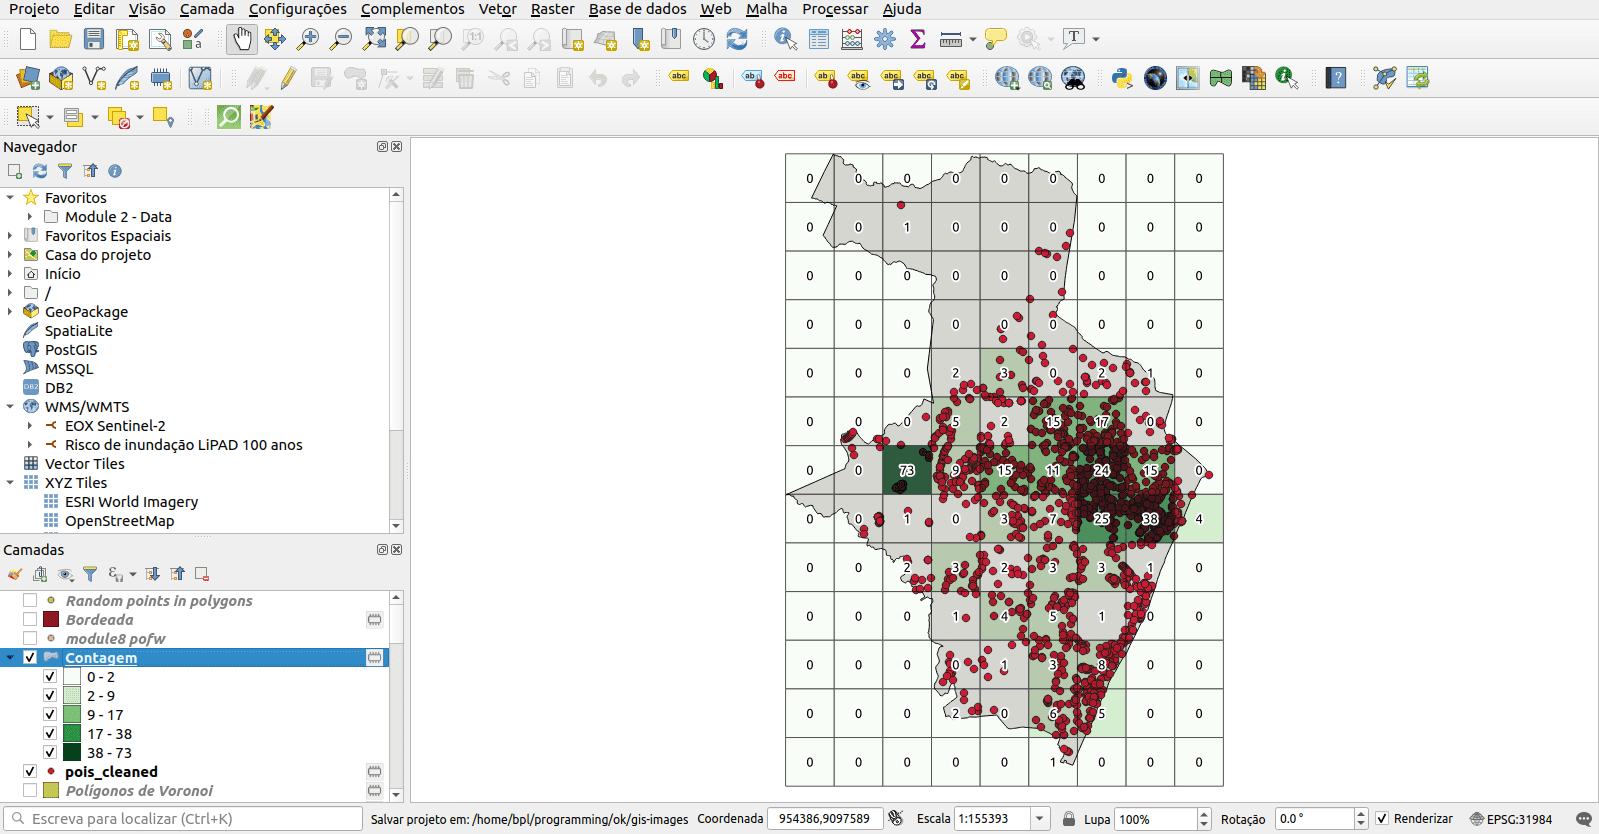 Projeto Editar Visão Camada Configurações Complementos Vetor Raster Base de dados Web Malha Processar Ajuda
Navegador
Favoritos
Module 2 - Data
Favoritos Espaciais
Casa do projeto
Início
/
GeoPackage
SpatiaLite
PostGIS
MSSQL
DB2
WMS/WMTS
EOX Sentinel-2
Risco de inundação LiPAD 100 anos
Vector Tiles
XYZ Tiles
ESRI World Imagery
OpenStreetMap
Camadas
Random points in polygons
Bordeada
module8 pofw
Contagem
0 - 2
2 - 9
9 - 17
17 - 38
38 - 73
pois_cleaned
Polígonos de Voronoi
0 0 0 0 0 0 0 0 0
0 0 1 0 0 0 0 0 0
0 0 0 0 0 0 0 0 0
0 0 0 0 0 0 0 0 0
0 0 0 2 3 0 2 1 0
0 0 0 5 2 15 17 0 0
0 0 73 9 15 11 24 15 0
0 0 1 0 3 7 25 38 4
0 0 2 3 2 3 3 1 0
0 0 0 1 4 5 1 0 0
0 0 0 0 1 3 8 0 0
0 0 0 2 0 6 5 0 0
0 0 0 0 0 1 0 0 0
Escreva para localizar (Ctrl+K) Salvar projeto em: /home/bpl/programming/ok/gis-images Coordenada 954386,9097589 Escala 1:155393 Lupa 100% Rotação 0.0 ° Renderizar EPSG:31984